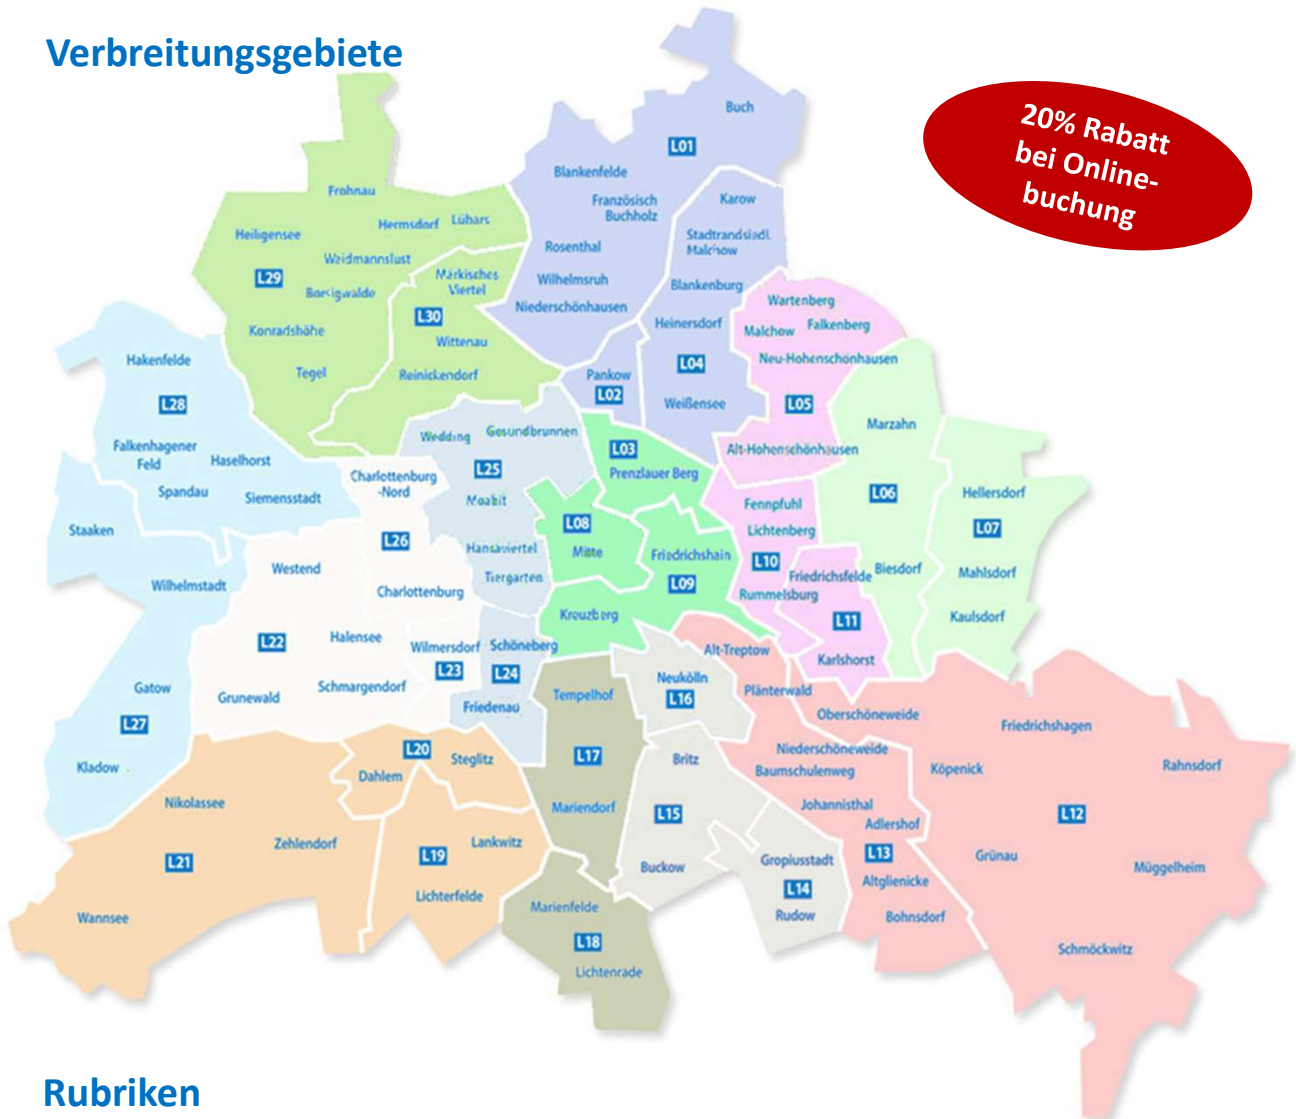 Verbreitungsgebiete
20% Rabatt
bei Online-
buchung
Buch
L01
Blankenfelde
Französisch
Buchholz
Rosenthal
Wilhelmsruh
Niederschönhausen
Karow
Stadtrandsiedl.
Malchow
Blankenburg
Heinersdorf
L04
Weißensee
Pankow
L02
Frohnau
Hermsdorf
Lübars
Heiligensee
Waidmannslust
L29
Borsigwalde
Konradshöhe
Tegel
Märkisches
Viertel
L30
Wittenau
Reinickendorf
Wartenberg
Malchow
Falkenberg
Neu-Hohenschönhausen
L05
Alt-Hohenschönhausen
Hakenfelde
L28
Falkenhagener
Feld
Haselhorst
Spandau
Siemensstadt
Wedding
Gesundbrunnen
L25
Moabit
Hansaviertel
Tiergarten
L03
Prenzlauer Berg
Marzahn
L06
Biesdorf
Hellersdorf
L07
Mahlsdorf
Kaulsdorf
Charlottenburg
-Nord
L26
Charlottenburg
Fennpfuhl
Lichtenberg
L10
Rummelsburg
Friedrichsfelde
L11
Karlshorst
L08
Mitte
Friedrichshain
L09
Kreuzberg
Staaken
Wilhelmstadt
Gatow
L27
Kladow
Westend
L22
Halensee
Grunewald
Schmargendorf
Wilmersdorf
L23
Schöneberg
L24
Friedenau
Alt-Treptow
Plänterwald
Neukölln
L16
Tempelhof
L17
Mariendorf
Britz
L15
Buckow
Oberschöneweide
Friedrichshagen
Niederschöneweide
Baumschulenweg
Köpenick
Rahnsdorf
Johannisthal
Adlershof
L12
L13
Grünau
Müggelheim
Altglienicke
Bohnsdorf
Schmöckwitz
L20
Dahlem
Steglitz
Nikolassee
Zehlendorf
L21
Wannsee
L19
Lankwitz
Lichterfelde
Gropiusstadt
L14
Rudow
Marienfelde
L18
Lichtenrade
Rubriken